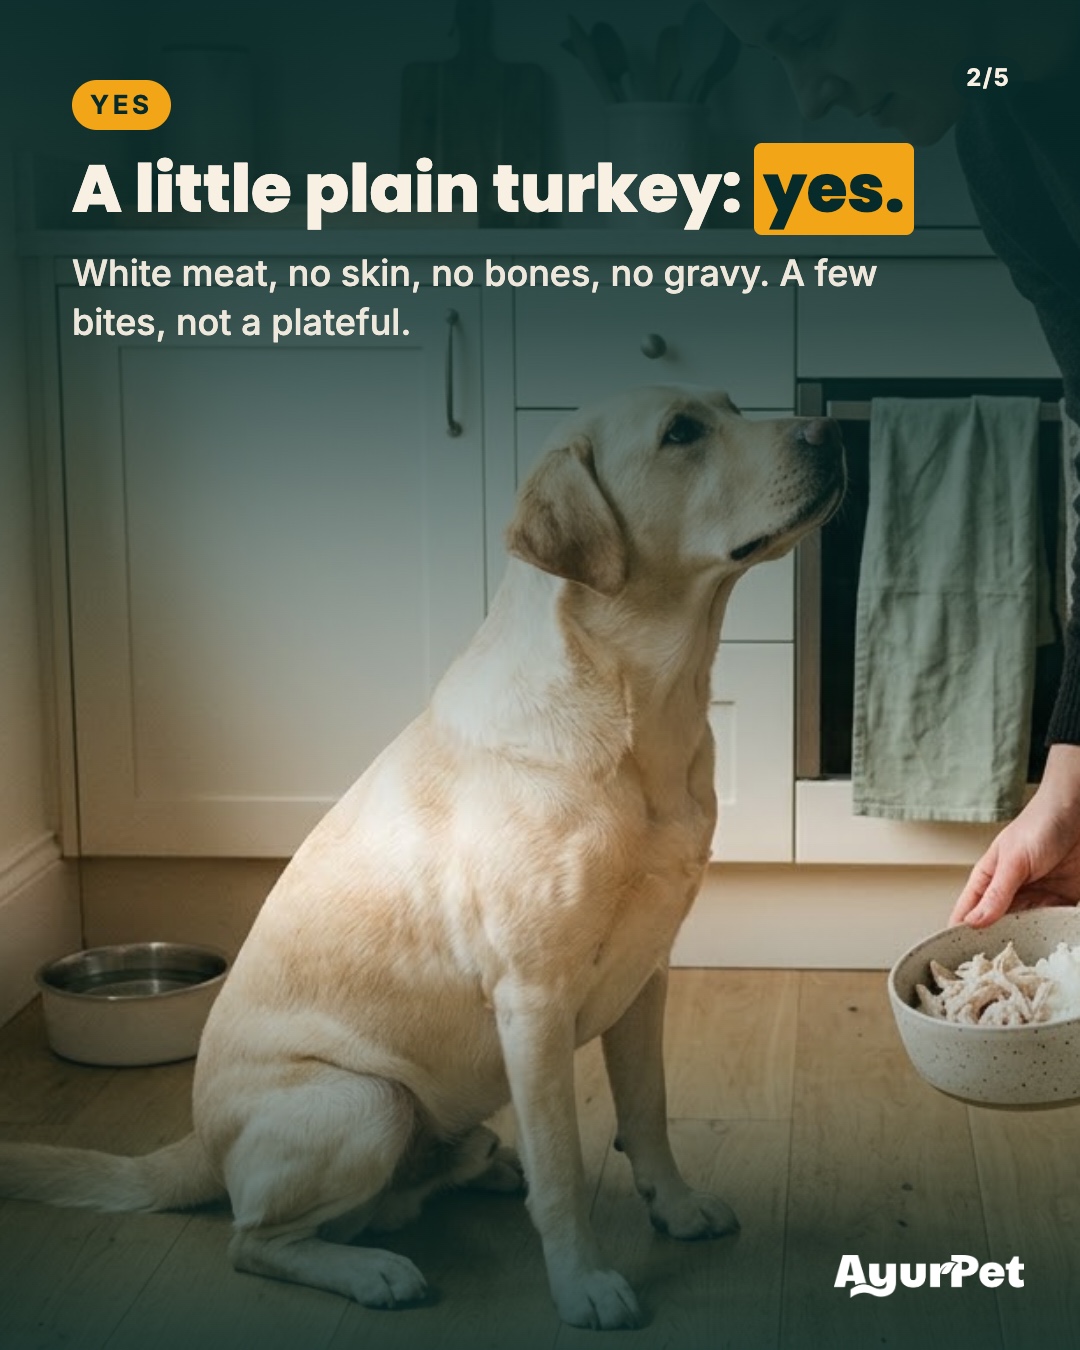 2/5
YES
A little plain turkey: yes.
White meat, no skin, no bones, no gravy. A few
bites, not a plateful.
AyurPet